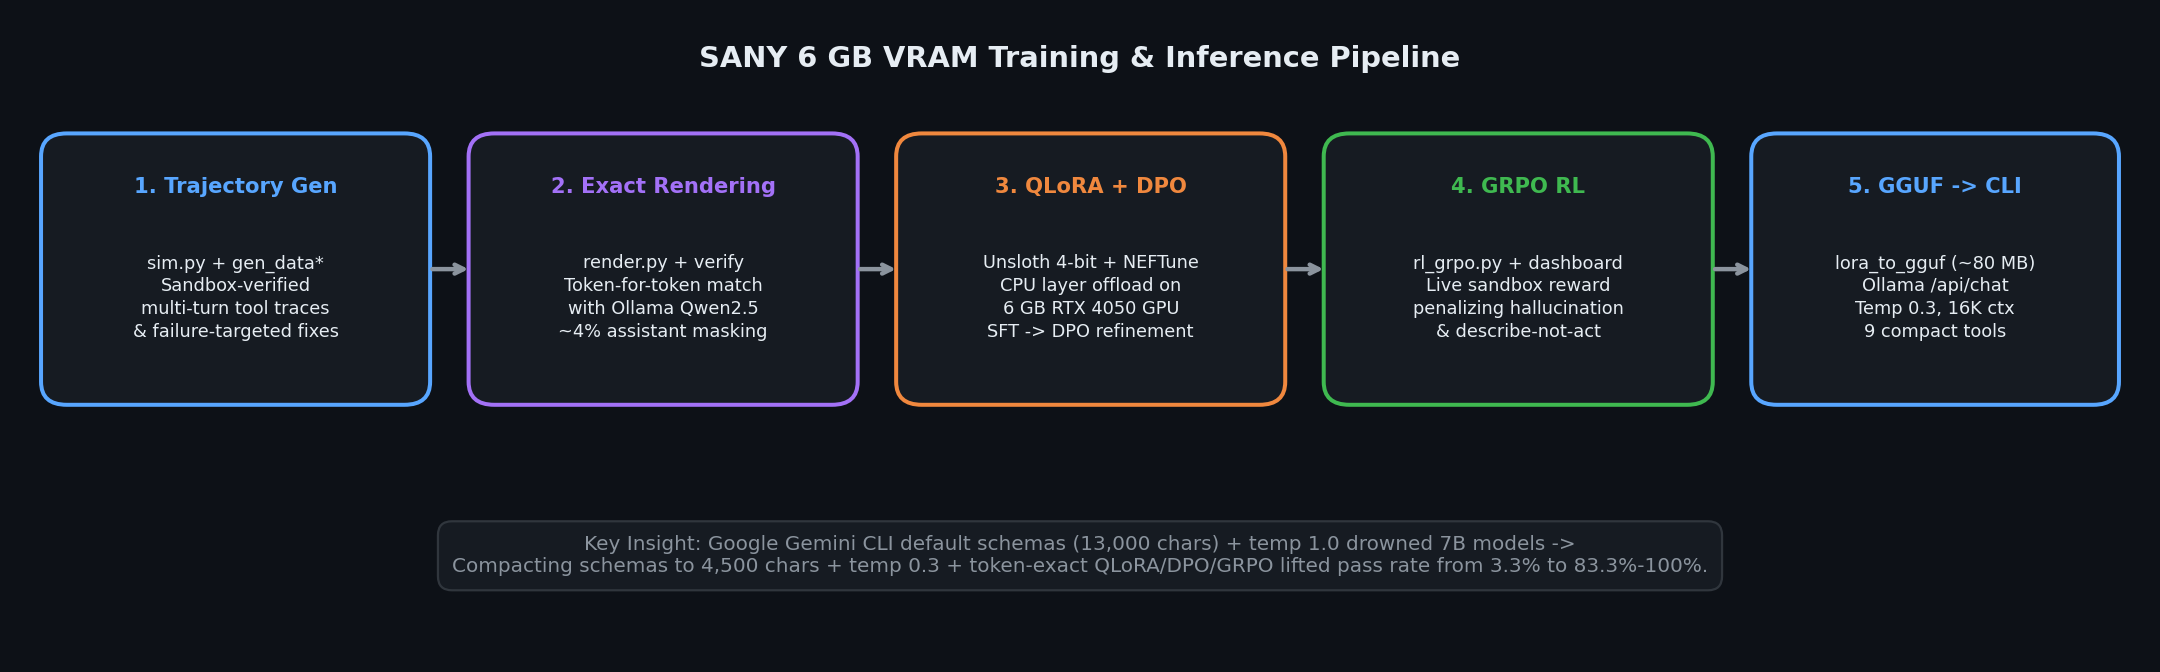 SANY 6 GB VRAM Training & Inference Pipeline
1. Trajectory Gen
sim.py + gen_data*
Sandbox-verified
multi-turn tool traces
& failure-targeted fixes
2. Exact Rendering
render.py + verify
Token-for-token match
with Ollama Qwen2.5
~4% assistant masking
3. QLoRA + DPO
Unsloth 4-bit + NEFTune
CPU layer offload on
6 GB RTX 4050 GPU
SFT -> DPO refinement
4. GRPO RL
rl_grpo.py + dashboard
Live sandbox reward
penalizing hallucination
& describe-not-act
5. GGUF -> CLI
lora_to_gguf (~80 MB)
Ollama /api/chat
Temp 0.3, 16K ctx
9 compact tools
Key Insight: Google Gemini CLI default schemas (13,000 chars) + temp 1.0 drowned 7B models ->
Compacting schemas to 4,500 chars + temp 0.3 + token-exact QLoRA/DPO/GRPO lifted pass rate from 3.3% to 83.3%-100%.